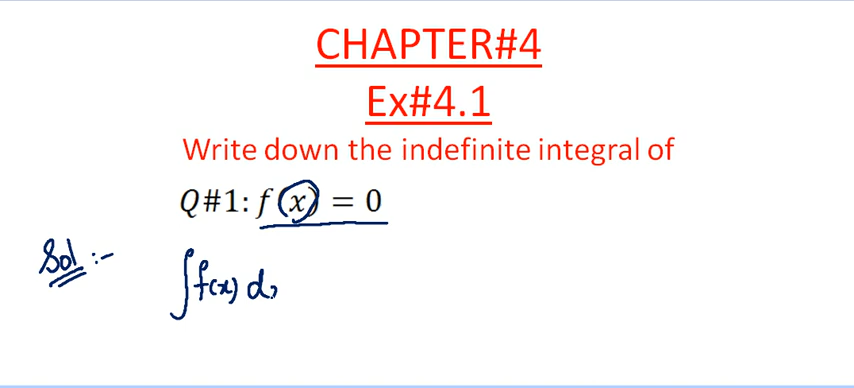 CHAPTER#4
Ex#4.1
Write down the indefinite integral of
Q#1: f(x) = 0
Sol :-
∫f(x) d